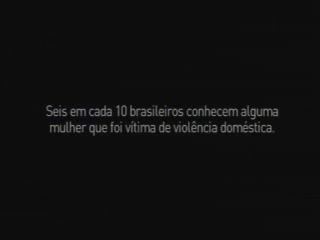 Seis em cada 10 brasileiros conhecem alguma
mulher que foi vítima de violência doméstica.